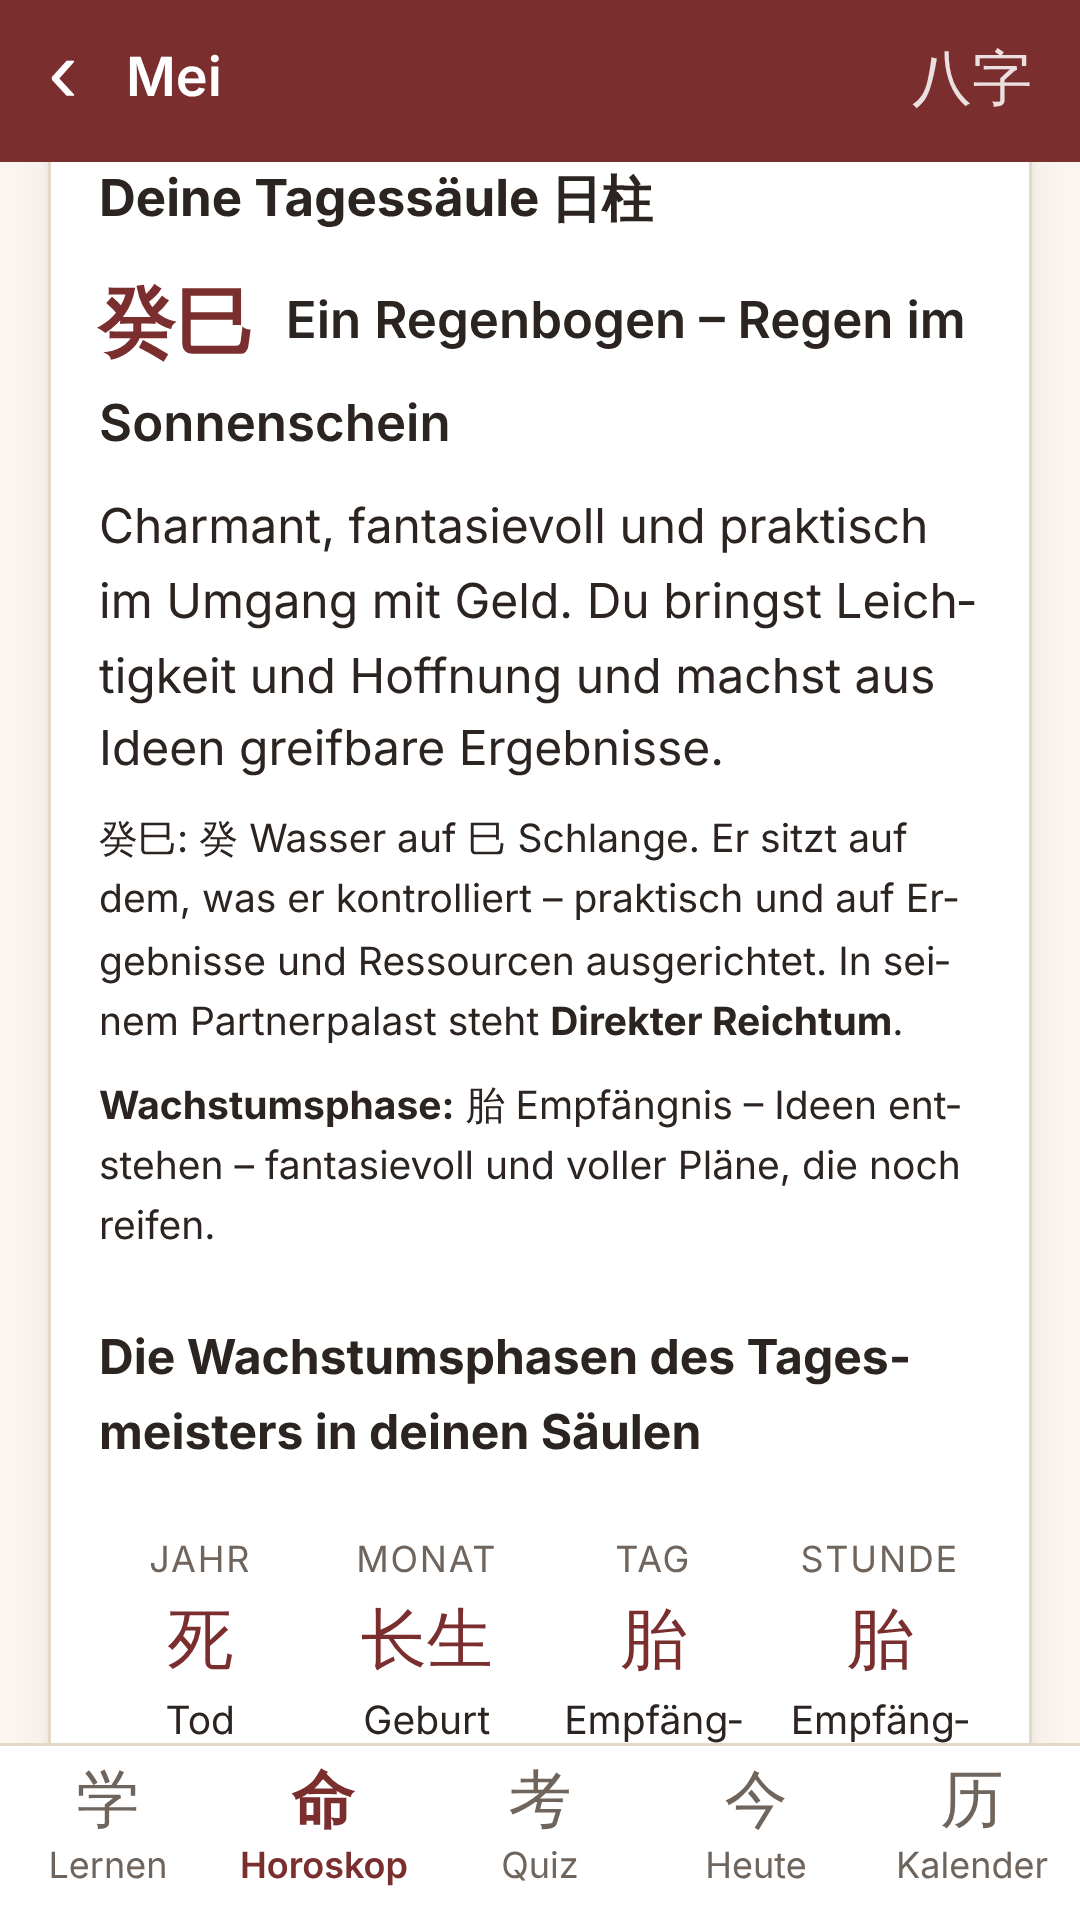 Mei
八字
Deine Tagessäule 日柱
癸巳 Ein Regenbogen – Regen im
Sonnenschein
Charmant, fantasievoll und praktisch
im Umgang mit Geld. Du bringst Leich-
tigkeit und Hoffnung und machst aus
Ideen greifbare Ergebnisse.
癸巳: 癸 Wasser auf 巳 Schlange. Er sitzt auf
dem, was er kontrolliert – praktisch und auf Er-
gebnisse und Ressourcen ausgerichtet. In sei-
nem Partnerpalast steht Direkter Reichtum.
Wachstumsphase: 胎 Empfängnis – Ideen ent-
stehen – fantasievoll und voller Pläne, die noch
reifen.
Die Wachstumsphasen des Tages-
meisters in deinen Säulen
JAHR MONAT TAG STUNDE
死 长生 胎 胎
Tod Geburt Empfäng- Empfäng-
学 命 考 今 历
Lernen Horoskop Quiz Heute Kalender